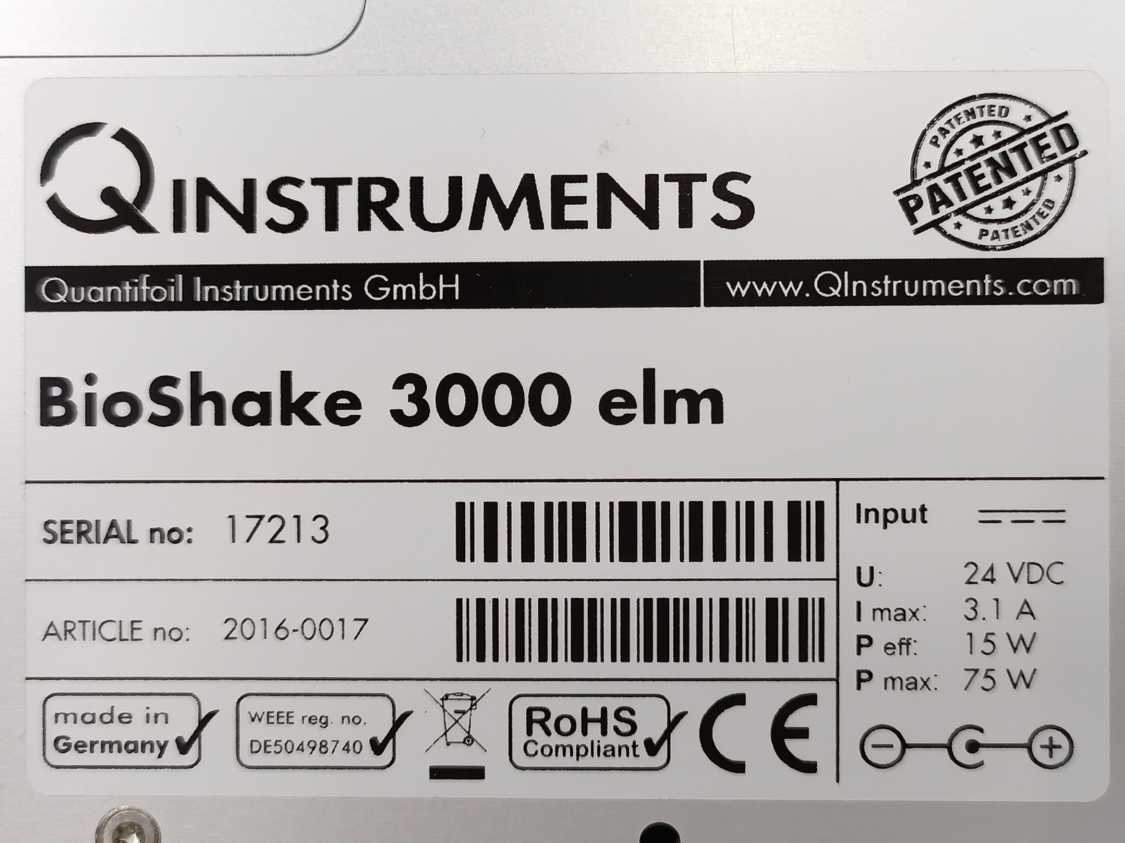 QINSTRUMENTS
PATENTED
PATENTED
PATENTED
Quantifoil Instruments GmbH
www.QInstruments.com
BioShake 3000 elm
SERIAL no: 17213
ARTICLE no: 2016-0017
Input
U: 24 VDC
I max: 3.1 A
P eff: 15 W
P max: 75 W
made in
Germany
WEEE reg. no.
DE50498740
RoHS
Compliant
CE